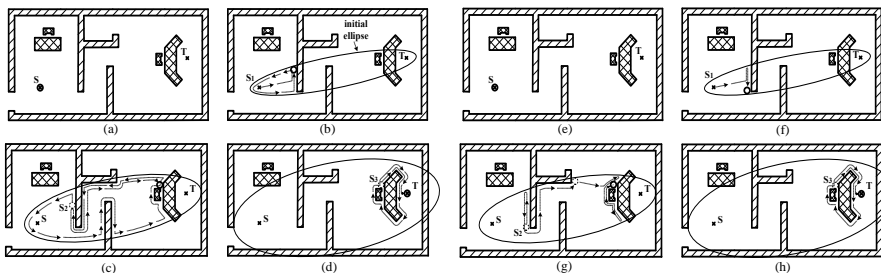 S
T
(a)
initial
ellipse
S1
T
(b)
T
S
(e)
S1
T
(f)
S2
S
T
(c)
S3
T
S
(d)
S
S2
T
(g)
S3
T
S
(h)